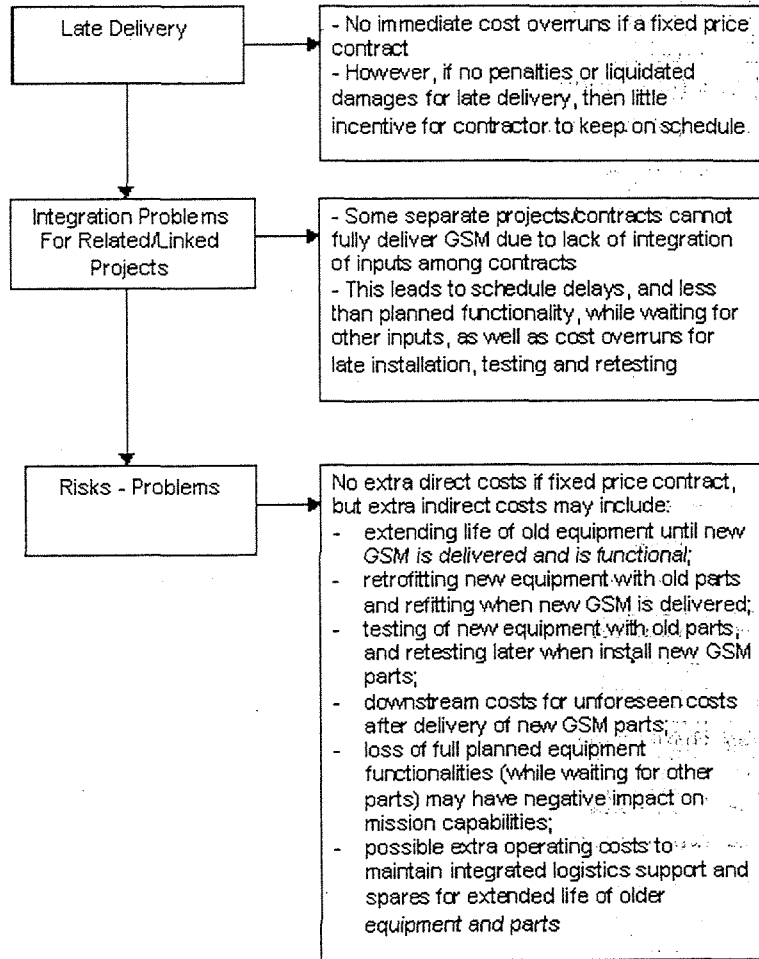 Late Delivery
- No immediate cost overruns if a fixed price
contract
- However, if no penalties or liquidated
damages for late delivery, then little
incentive for contractor to keep on schedule.
Integration Problems
For Related/Linked
Projects
- Some separate projects/contracts cannot
fully deliver GSM due to lack of integration
of inputs among contracts
- This leads to schedule delays, and less
than planned functionality, while waiting for
other inputs, as well as cost overruns for
late installation, testing and retesting
Risks - Problems
No extra direct costs if fixed price contract,
but extra indirect costs may include:
- extending life of old equipment until new
GSM is delivered and is functional;
- retrofitting new equipment with old parts
and refitting when new GSM is delivered;
- testing of new equipment with old parts,
and retesting later when install new GSM
parts;
- downstream costs for unforeseen costs
after delivery of new GSM parts;
- loss of full planned equipment
functionalities (while waiting for other
parts) may have negative impact on
mission capabilities;
- possible extra operating costs to
maintain integrated logistics support and
spares for extended life of older
equipment and parts